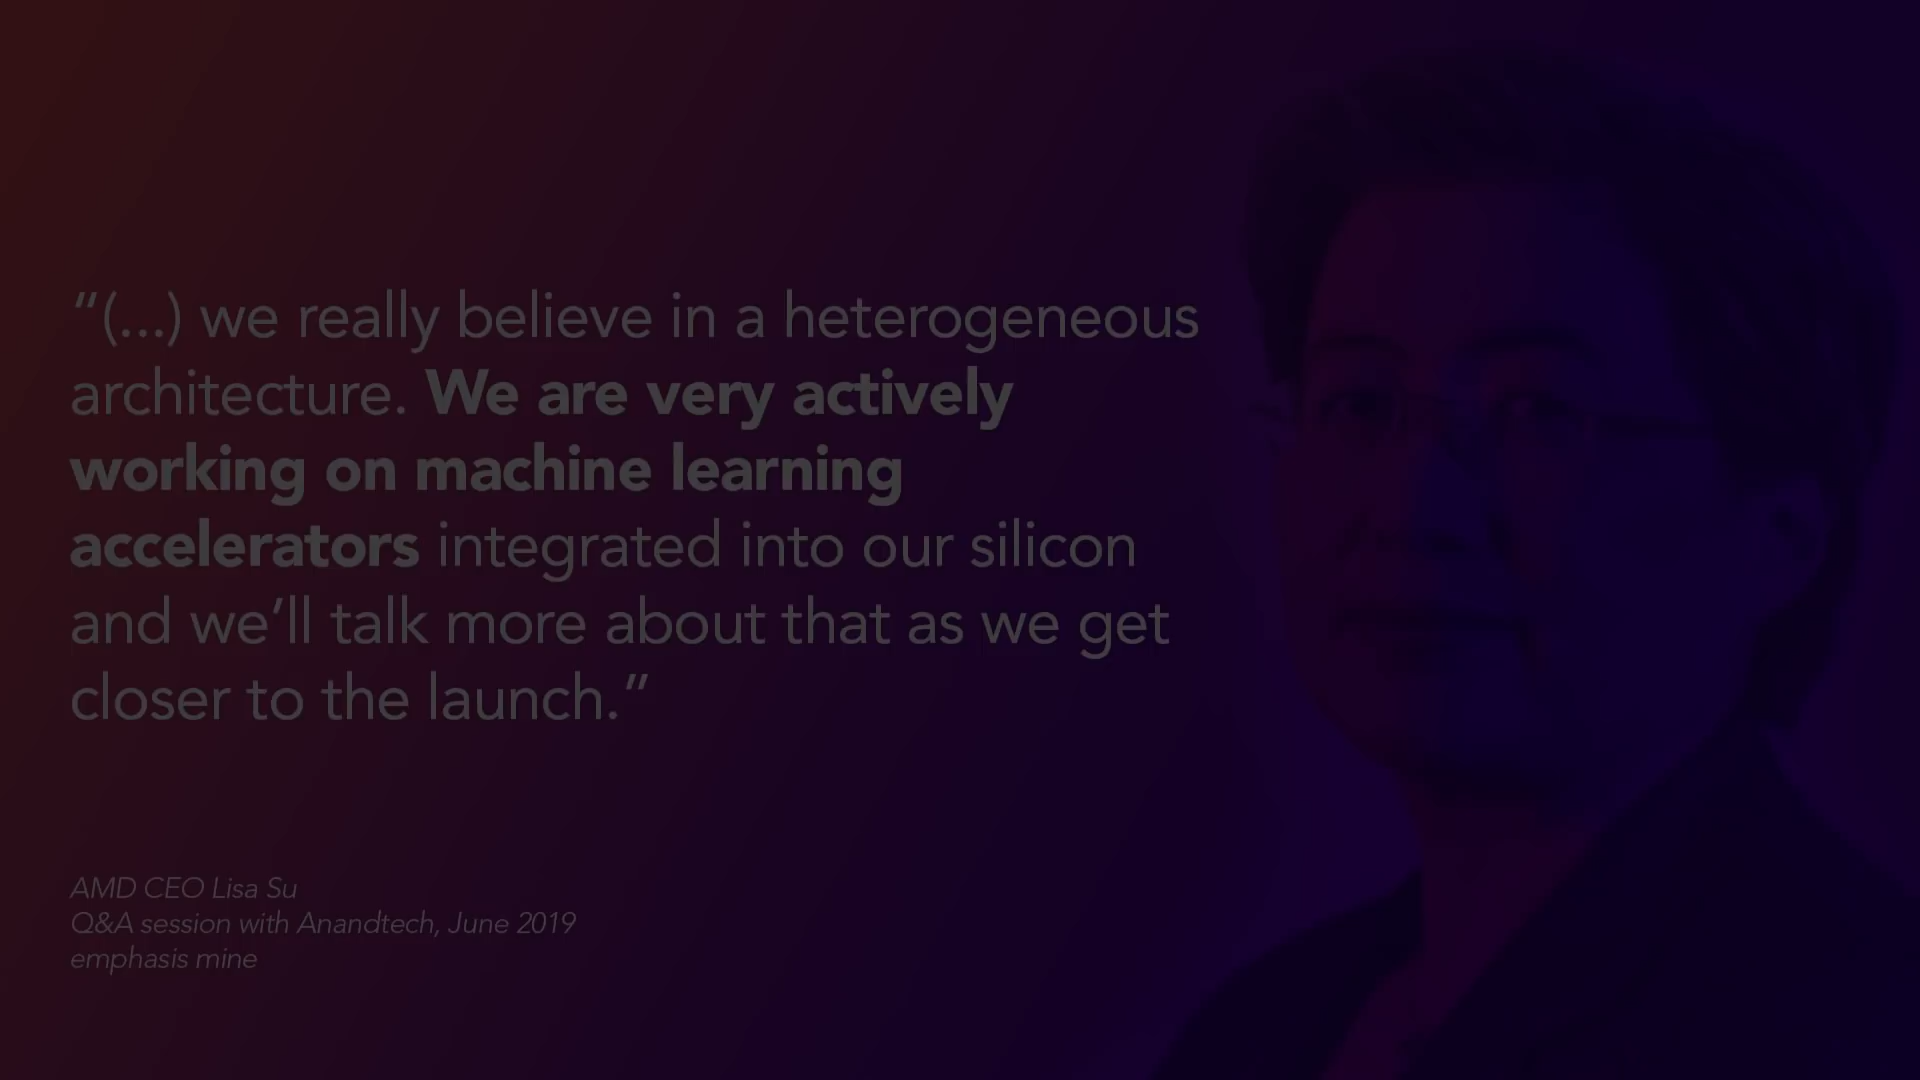 “(...) we really believe in a heterogeneous
architecture. We are very actively
working on machine learning
accelerators integrated into our silicon
and we’ll talk more about that as we get
closer to the launch.”
AMD CEO Lisa Su
Q&A session with Anandtech, June 2019
emphasis mine